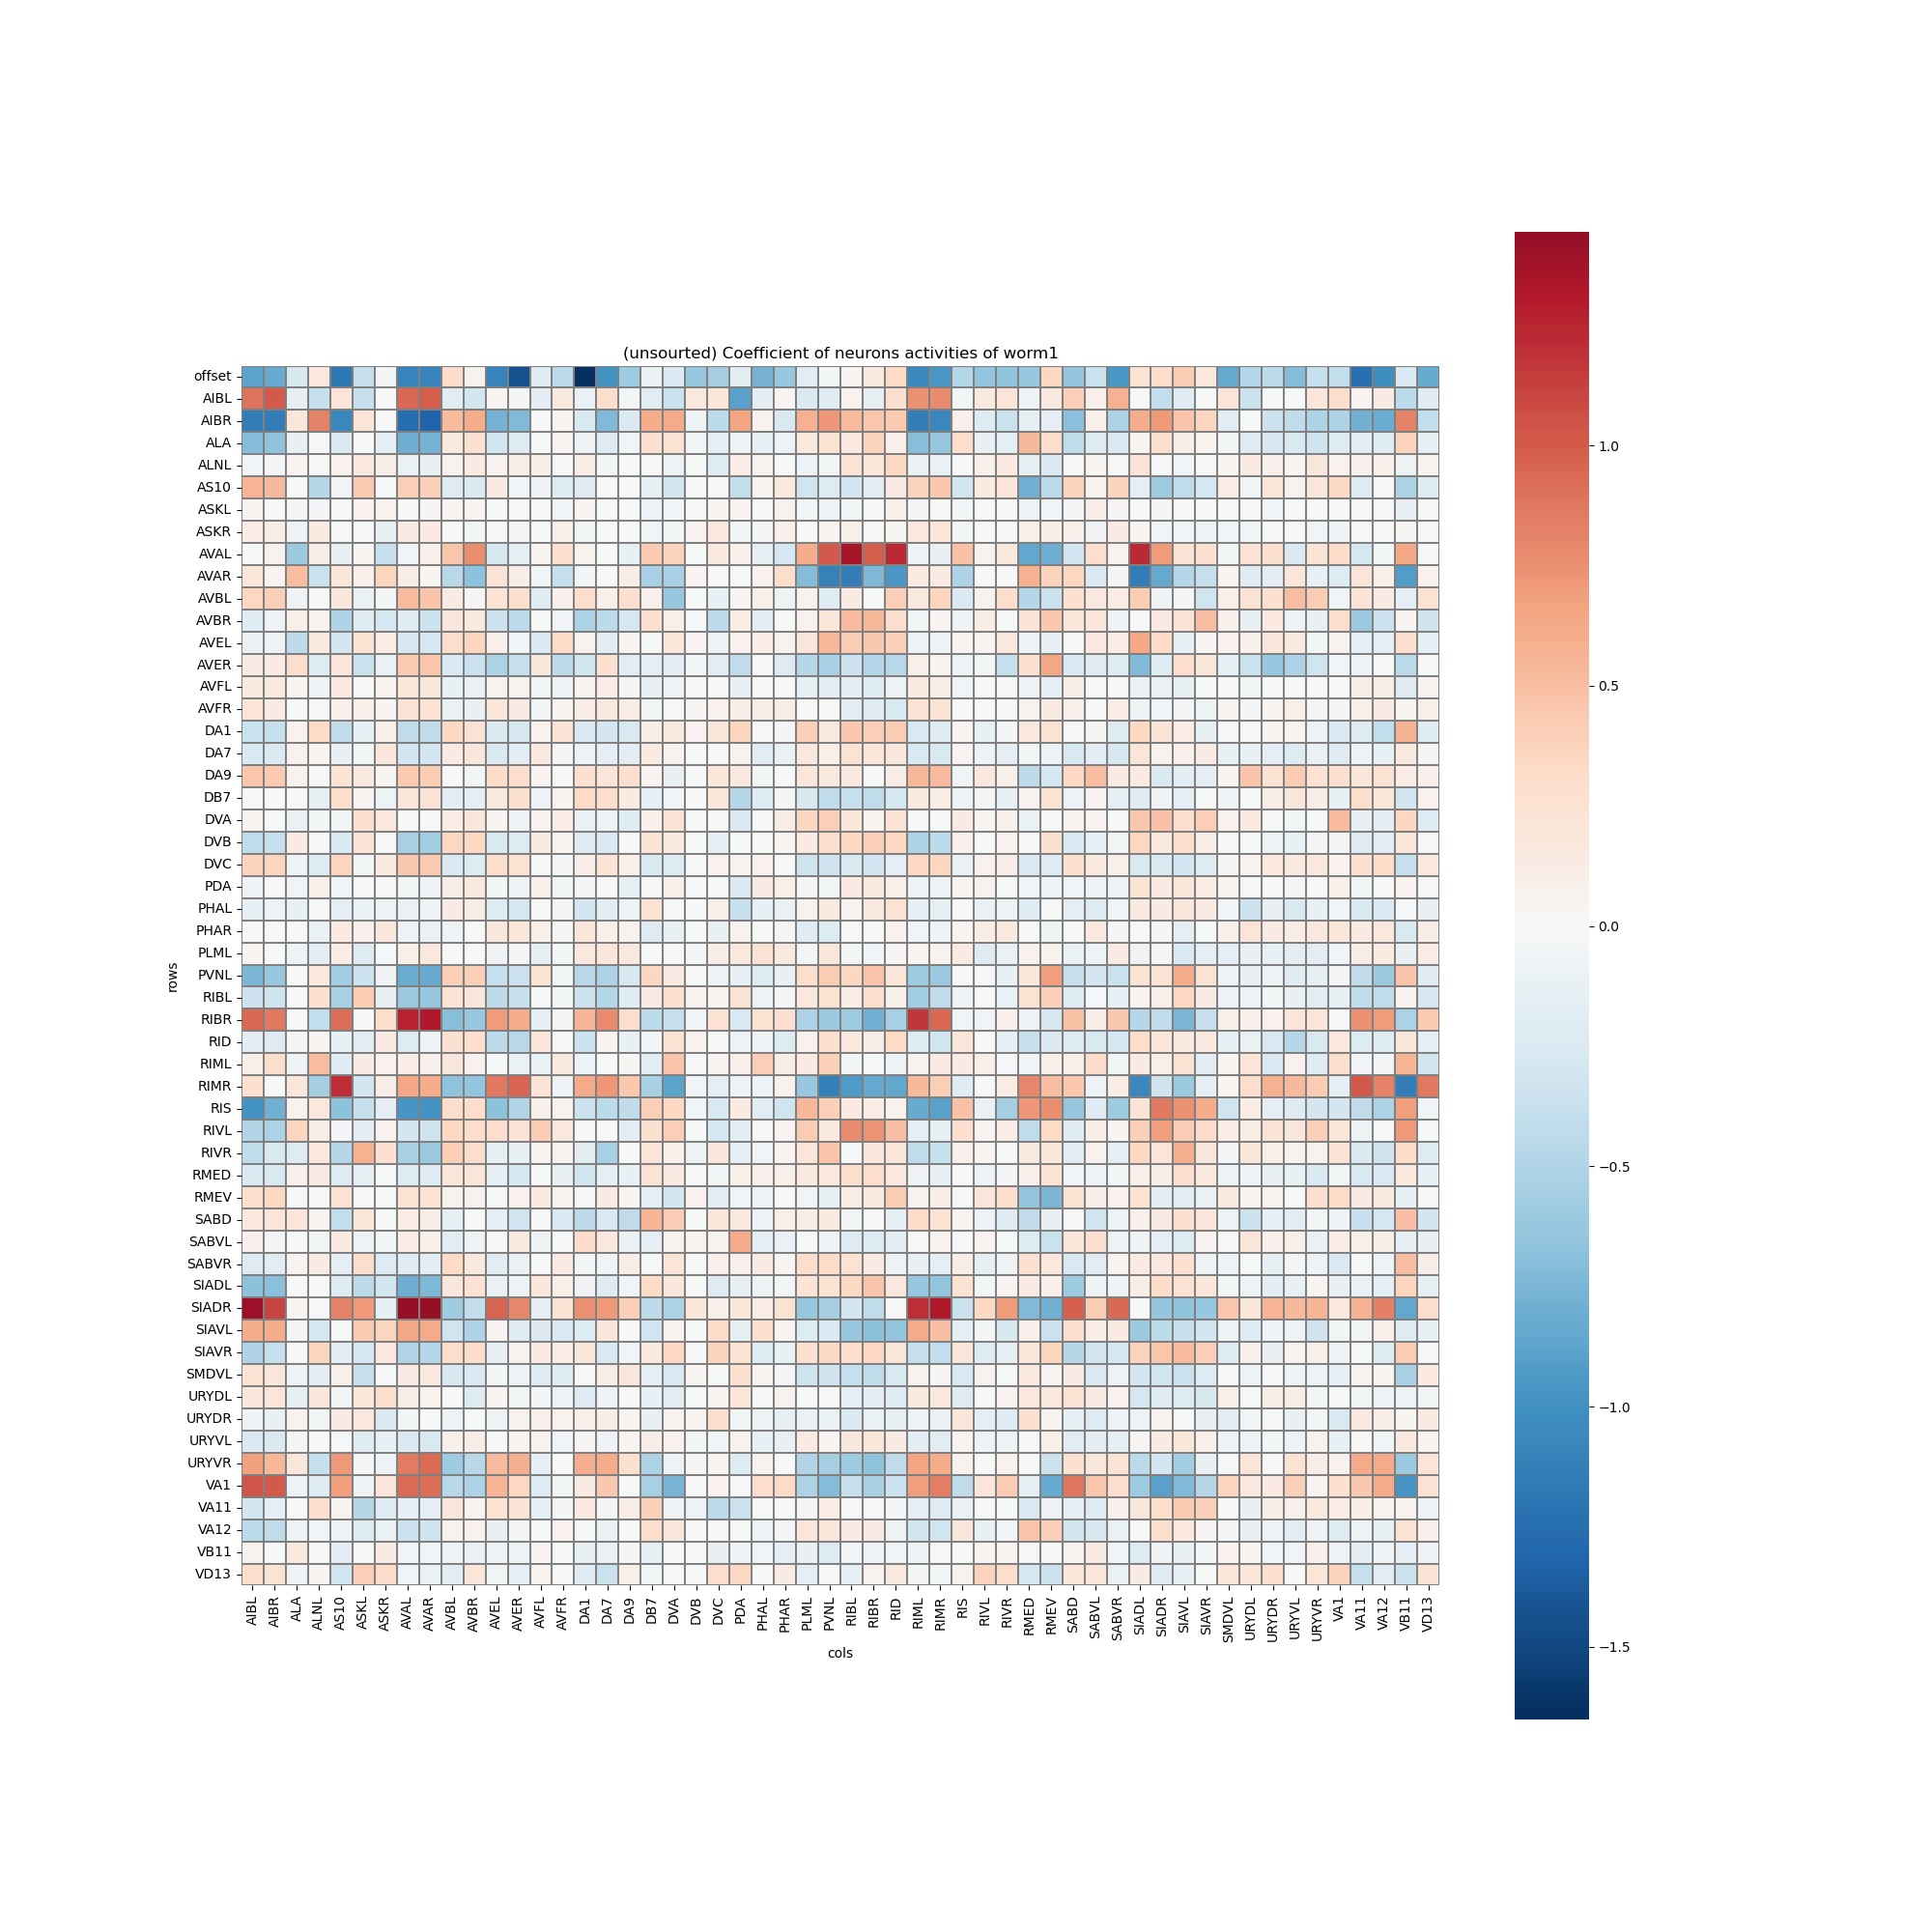 (unsourted) Coefficient of neurons activities of worm1
offset
AIBL
AIBR
ALA
ALNL
AS10
ASKL
ASKR
AVAL
AVAR
AVBL
AVBR
AVEL
AVER
AVFL
AVFR
DA1
DA7
DA9
DB7
DVA
DVB
DVC
PDA
PHAL
PHAR
PLML
PVNL
RIBL
RIBR
RID
RIML
RIMR
RIS
RIVL
RIVR
RMED
RMEV
SABD
SABVL
SABVR
SIADL
SIADR
SIAVL
SIAVR
SMDVL
URYDL
URYDR
URYVL
URYVR
VA1
VA11
VA12
VB11
VD13
rows
AIBL AIBR ALA ALNL AS10 ASKL ASKR AVAL AVAR AVBL AVBR AVEL AVER AVFL AVFR DA1 DA7 DA9 DB7 DVA DVB DVC PDA PHAL PHAR PLML PVNL RIBL RIBR RID RIML RIMR RIS RIVL RIVR RMED RMEV SABD SABVL SABVR SIADL SIADR SIAVL SIAVR SMDVL URYDL URYDR URYVL URYVR VA1 VA11 VA12 VB11 VD13
cols
1.0
0.5
0.0
−0.5
−1.0
−1.5